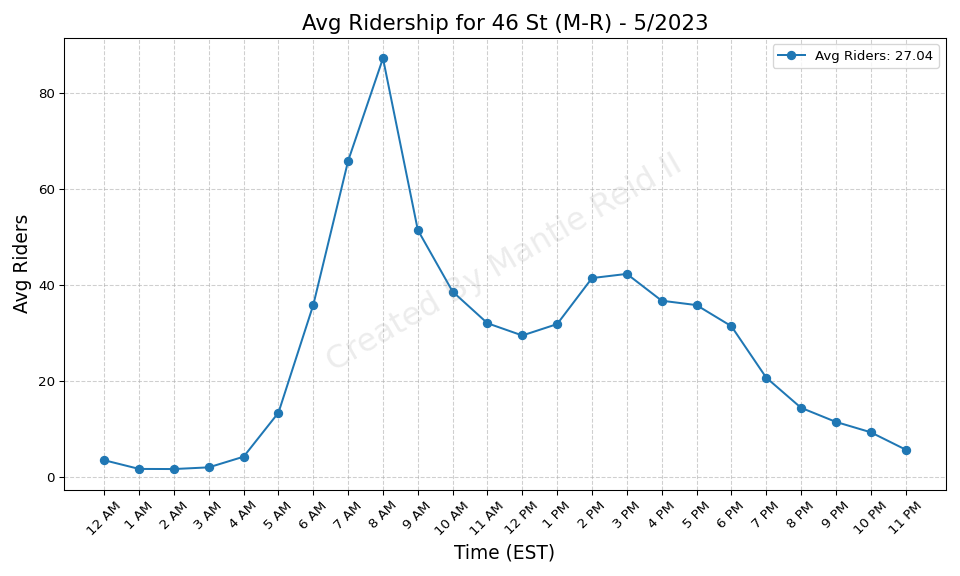 Avg Ridership for 46 St (M-R) - 5/2023
Avg Riders: 27.04
80
60
40
20
0
Avg Riders
Created By Mantie Reid II
12 AM
1 AM
2 AM
3 AM
4 AM
5 AM
6 AM
7 AM
8 AM
9 AM
10 AM
11 AM
12 PM
1 PM
2 PM
3 PM
4 PM
5 PM
6 PM
7 PM
8 PM
9 PM
10 PM
11 PM
Time (EST)